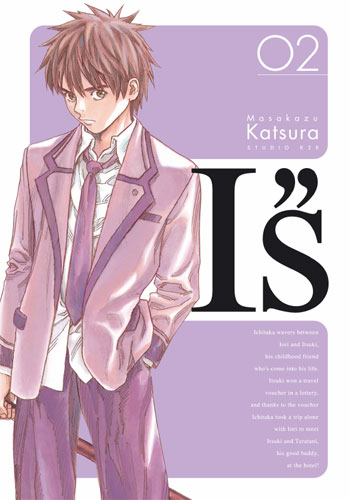 02
Masakazu
Katsura
STUDIO K2R
I"s
Ichitaka wavers between
Iori and Itsuki,
his childhood friend
who's come into his life.
Itsuki won a travel
voucher in a lottery,
and thanks to the voucher
Ichitaka took a trip alone
with Iori to meet
Itsuki and Teratani,
his good buddy,
at the hotel!